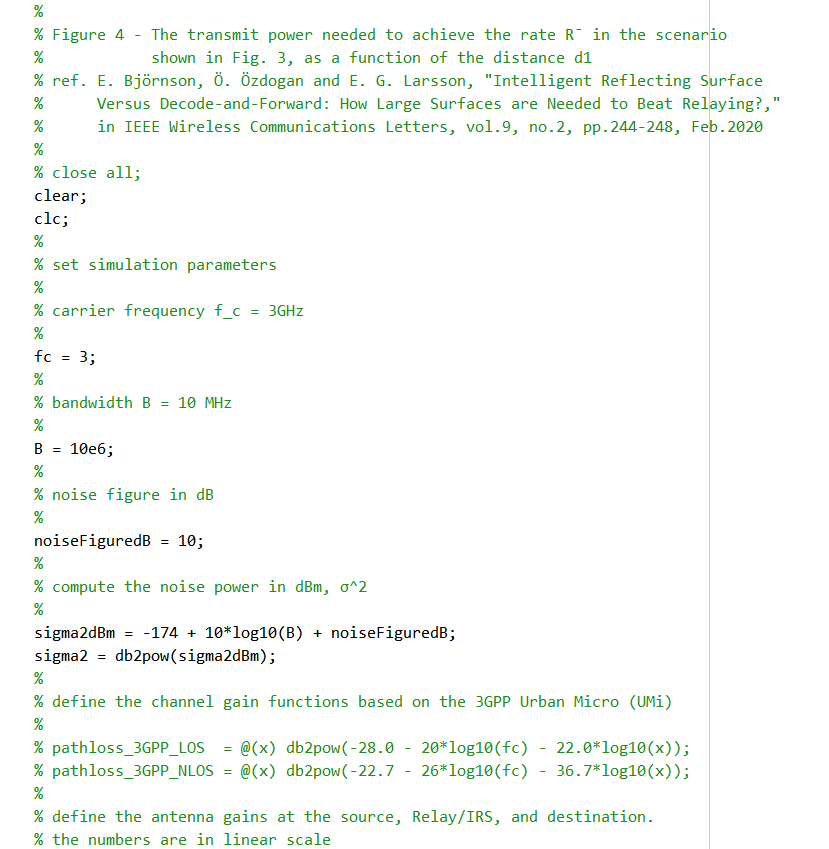 %
% Figure 4 - The transmit power needed to achieve the rate R¯ in the scenario
%            shown in Fig. 3, as a function of the distance d1
% ref. E. Björnson, Ö. Özdogan and E. G. Larsson, "Intelligent Reflecting Surface
%      Versus Decode-and-Forward: How Large Surfaces are Needed to Beat Relaying?,"
%      in IEEE Wireless Communications Letters, vol.9, no.2, pp.244-248, Feb.2020
%
% close all;
clear;
clc;
%
% set simulation parameters
%
% carrier frequency f_c = 3GHz
%
fc = 3;
%
% bandwidth B = 10 MHz
%
B = 10e6;
%
% noise figure in dB
%
noiseFiguredB = 10;
%
% compute the noise power in dBm, σ^2
%
sigma2dBm = -174 + 10*log10(B) + noiseFiguredB;
sigma2 = db2pow(sigma2dBm);
%
% define the channel gain functions based on the 3GPP Urban Micro (UMi)
%
% pathloss_3GPP_LOS  = @(x) db2pow(-28.0 - 20*log10(fc) - 22.0*log10(x));
% pathloss_3GPP_NLOS = @(x) db2pow(-22.7 - 26*log10(fc) - 36.7*log10(x));
%
% define the antenna gains at the source, Relay/IRS, and destination.
% the numbers are in linear scale